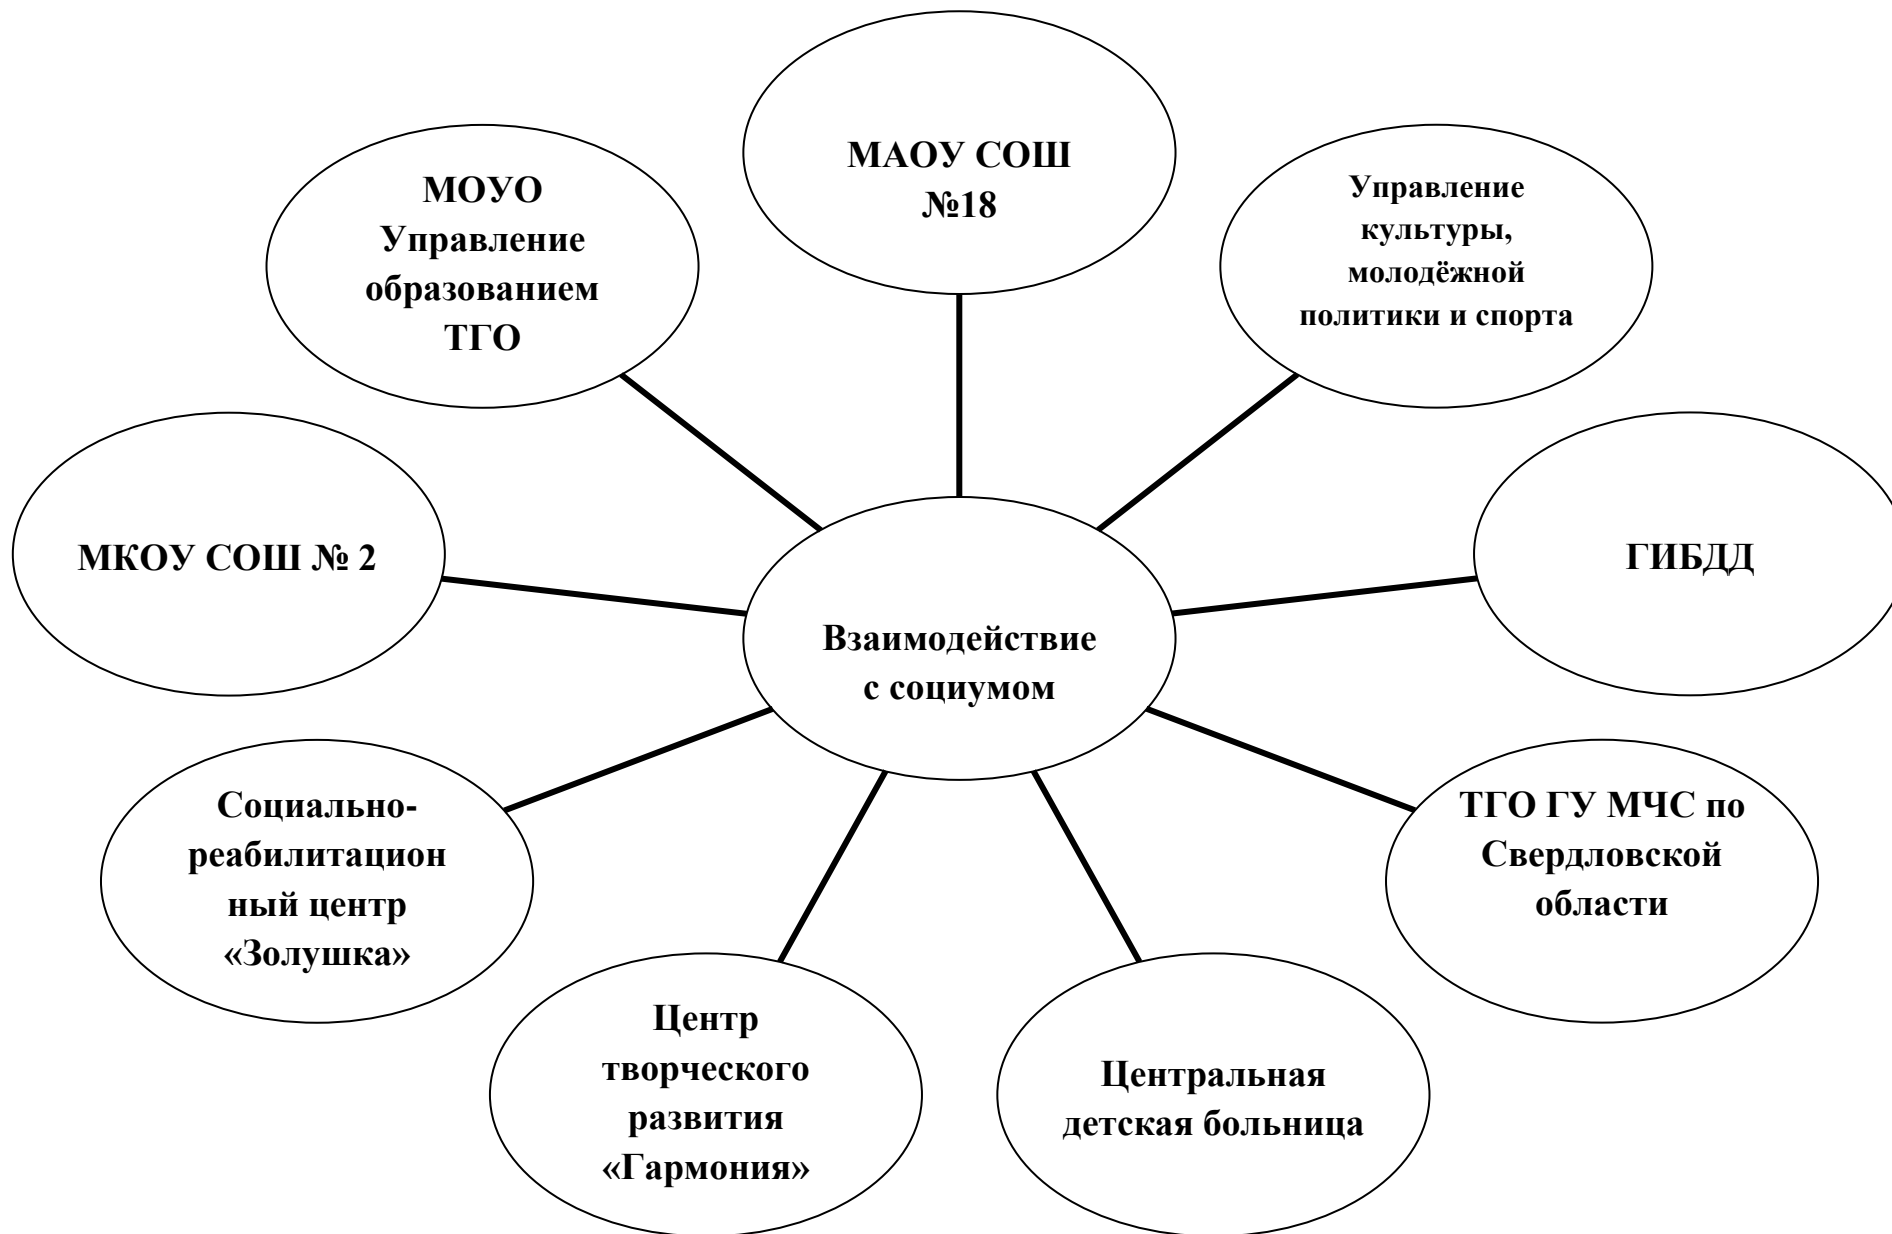 МАОУ СОШ
№18
МОУО
Управление
образованием
ТГО
Управление
культуры,
молодёжной
политики и спорта
МКОУ СОШ № 2
ГИБДД
Взаимодействие
с социумом
Социально-
реабилитацион
ный центр
«Золушка»
ТГО ГУ МЧС по
Свердловской
области
Центр
творческого
развития
«Гармония»
Центральная
детская больница